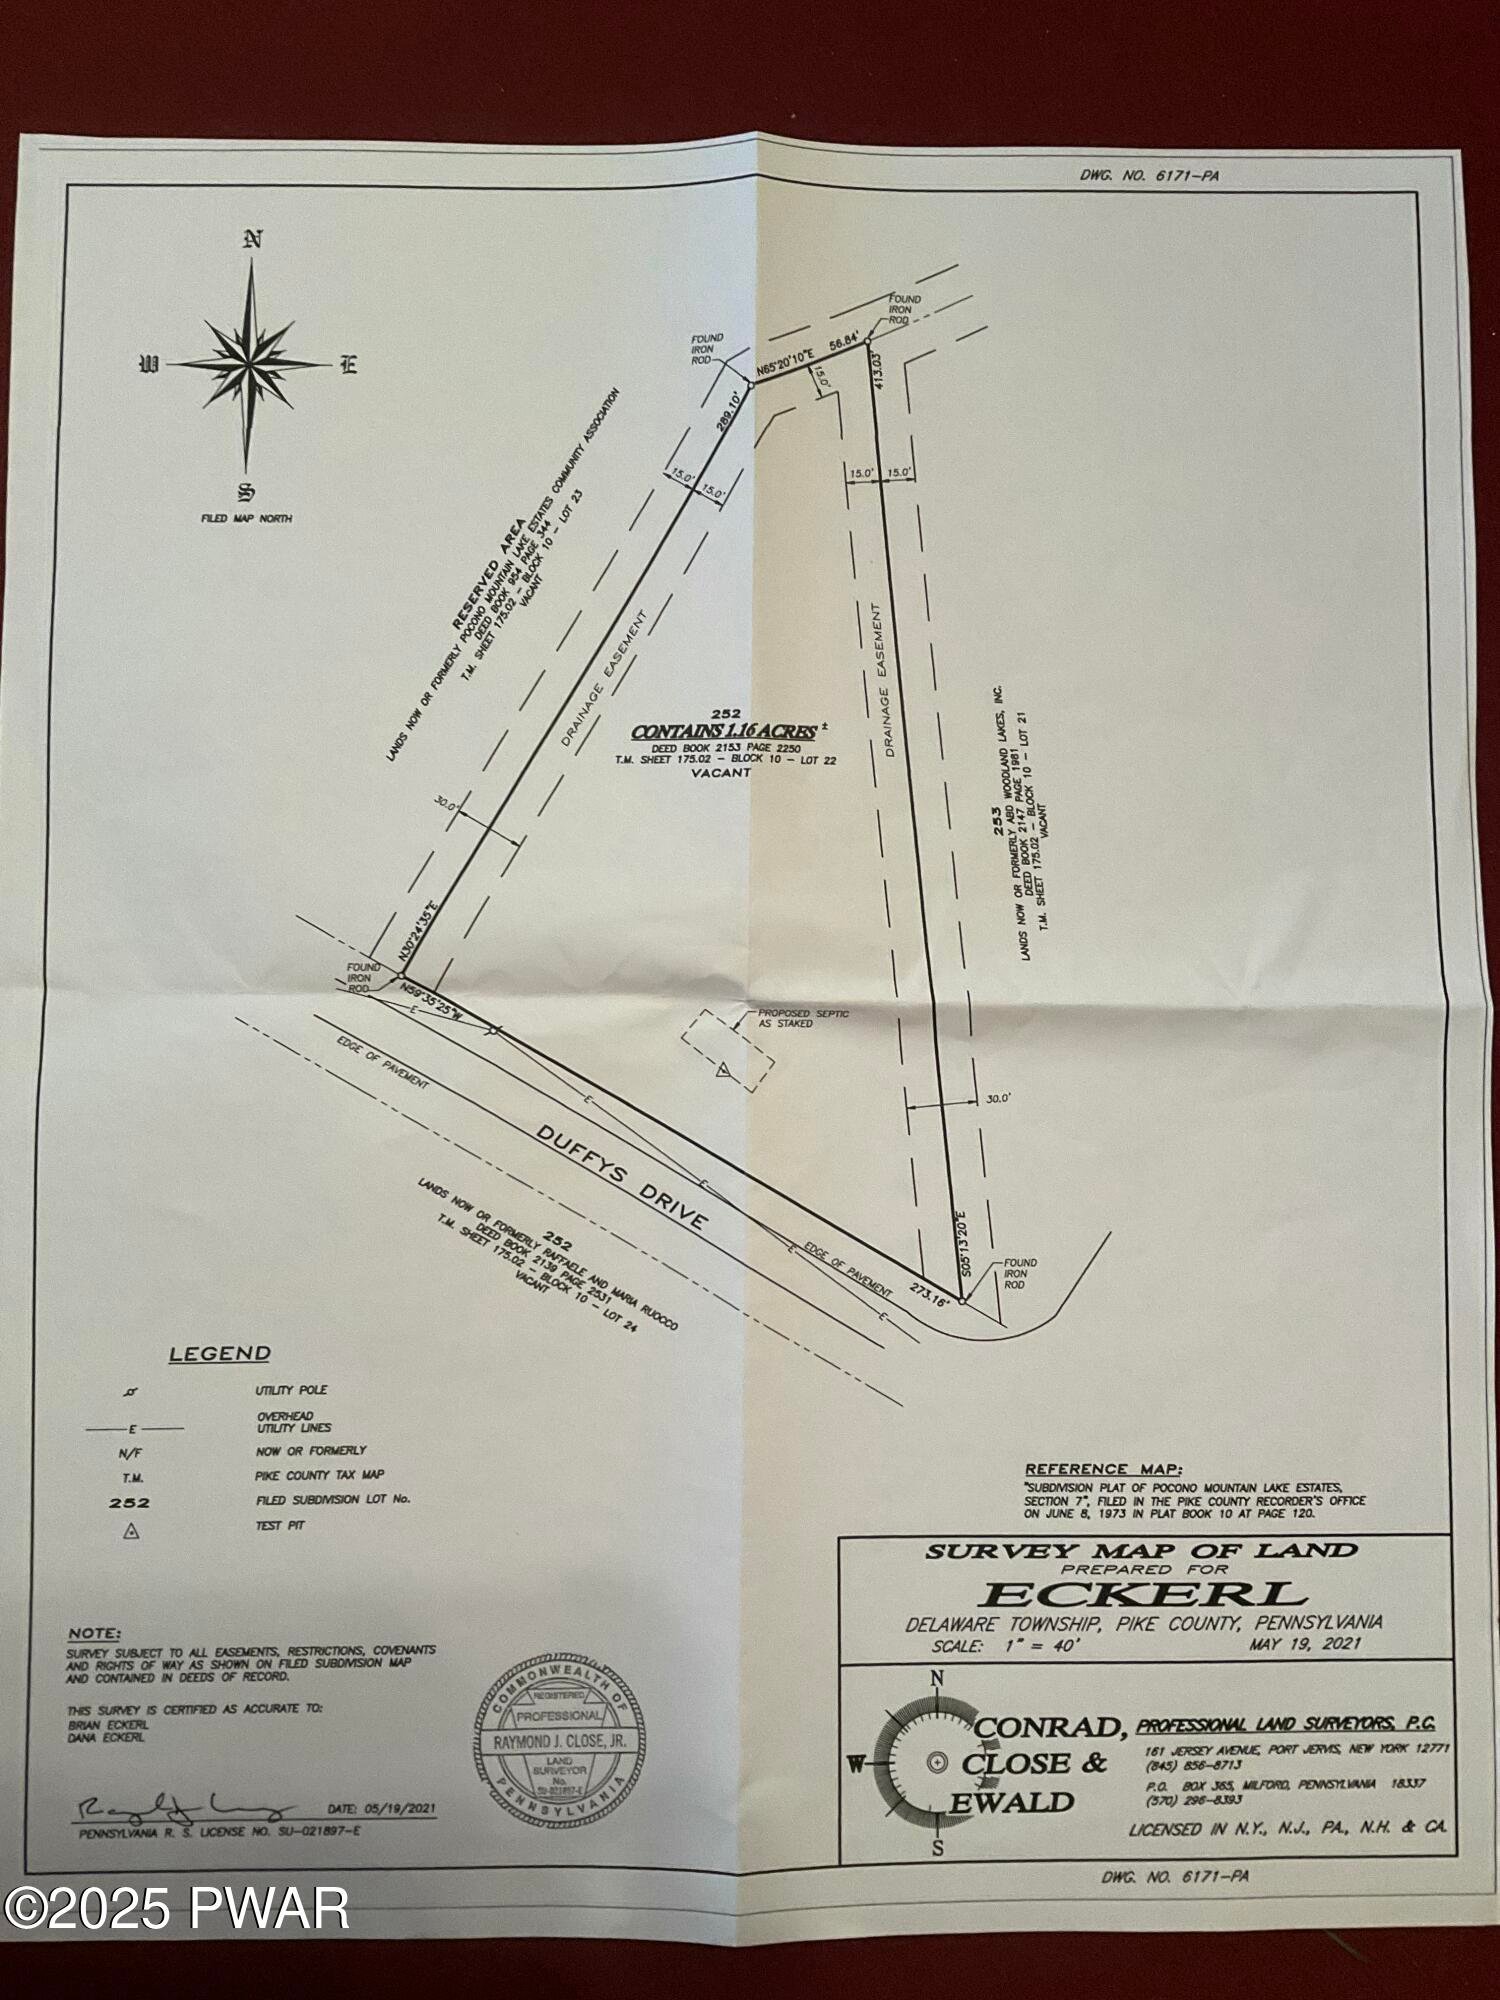 DWG. NO. 6171-PA
N
W
E
S
FILED MAP NORTH
FOUND
IRON
ROD
FOUND
IRON
ROD
N65°20'10"E
56.84'
15.0'
413.03'
289.10'
15.0'
15.0'
15.0'
15.0'
RESERVED AREA
LANDS NOW OR FORMERLY POCONO MOUNTAIN LAKE ESTATES COMMUNITY ASSOCIATION
DEED BOOK 954 PAGE 344
T.M. SHEET 175.02 - BLOCK 10 - LOT 23
VACANT
DRAINAGE EASEMENT
DRAINAGE EASEMENT
252
CONTAINS 1.16 ACRES ±
DEED BOOK 2153 PAGE 2250
T.M. SHEET 175.02 - BLOCK 10 - LOT 22
VACANT
253
LANDS NOW OR FORMERLY ABD WOODLAND LAKES, INC.
DEED BOOK 2147 PAGE 1981
T.M. SHEET 175.02 - BLOCK 10 - LOT 21
VACANT
30.0'
N30°24'35"E
FOUND
IRON
ROD
N59°35'25"W
E
PROPOSED SEPTIC
AS STAKED
EDGE OF PAVEMENT
E
30.0'
DUFFYS DRIVE
E
E
EDGE OF PAVEMENT
E
S05°13'20"E
273.16'
FOUND
IRON
ROD
252
LANDS NOW OR FORMERLY RAFFAELE AND MARIA RUOCCO
DEED BOOK 2139 PAGE 2531
T.M. SHEET 175.02 - BLOCK 10 - LOT 24
VACANT
LEGEND
UTILITY POLE
E OVERHEAD
UTILITY LINES
N/F NOW OR FORMERLY
T.M. PIKE COUNTY TAX MAP
252 FILED SUBDIVISION LOT No.
TEST PIT
REFERENCE MAP:
"SUBDIVISION PLAT OF POCONO MOUNTAIN LAKE ESTATES,
SECTION 7", FILED IN THE PIKE COUNTY RECORDER'S OFFICE
ON JUNE 8, 1973 IN PLAT BOOK 10 AT PAGE 120.
NOTE:
SURVEY SUBJECT TO ALL EASEMENTS, RESTRICTIONS, COVENANTS
AND RIGHTS OF WAY AS SHOWN ON FILED SUBDIVISION MAP
AND CONTAINED IN DEEDS OF RECORD.
THIS SURVEY IS CERTIFIED AS ACCURATE TO:
BRIAN ECKERL
DANA ECKERL
DATE: 05/19/2021
PENNSYLVANIA R. S. LICENSE NO. SU-021897-E
COMMONWEALTH OF
REGISTERED
PROFESSIONAL
RAYMOND J. CLOSE, JR.
LAND
SURVEYOR
No.
SU-021897-E
PENNSYLVANIA
SURVEY MAP OF LAND
PREPARED FOR
ECKERL
DELAWARE TOWNSHIP, PIKE COUNTY, PENNSYLVANIA
SCALE: 1" = 40' MAY 19, 2021
N
W
S
CONRAD,
CLOSE &
EWALD
PROFESSIONAL LAND SURVEYORS, P.C.
161 JERSEY AVENUE, PORT JERVIS, NEW YORK 12771
(845) 856-8713
P.O. BOX 365, MILFORD, PENNSYLVANIA 18337
(570) 296-8393
LICENSED IN N.Y., N.J., PA., N.H. & CA.
DWG. NO. 6171-PA
©2025 PWAR